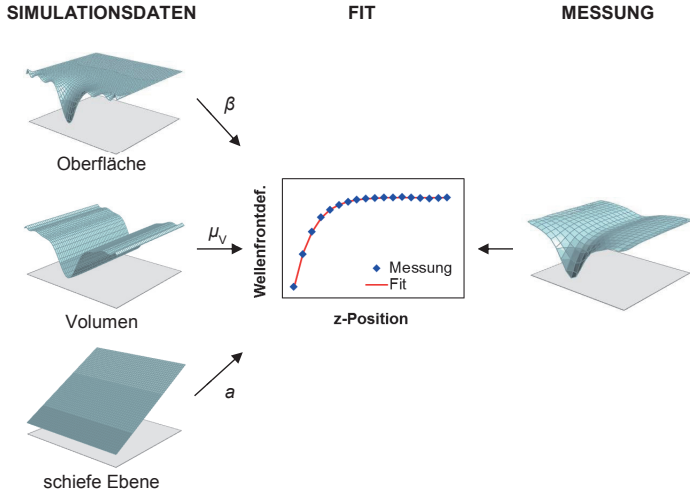 SIMULATIONSDATEN
FIT
MESSUNG
β
Oberfläche
μV
Volumen
a
schiefe Ebene
Wellenfrontdef.
Messung
Fit
z-Position